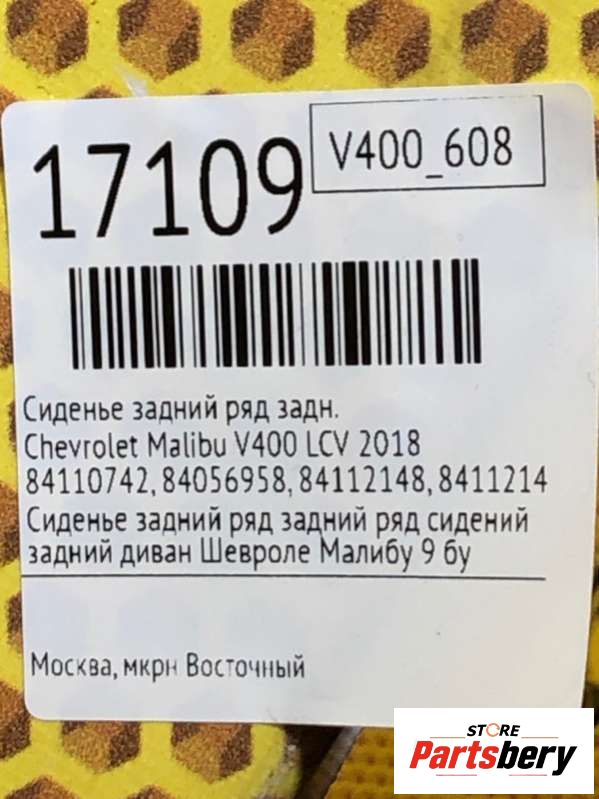 17109
V400_608
Сиденье задний ряд задн.
Chevrolet Malibu V400 LCV 2018
84110742, 84056958, 84112148, 8411214
Сиденье задний ряд задний ряд сидений
задний диван Шевроле Малибу 9 бу
Москва, мкрн Восточный
STORE
Partsbery